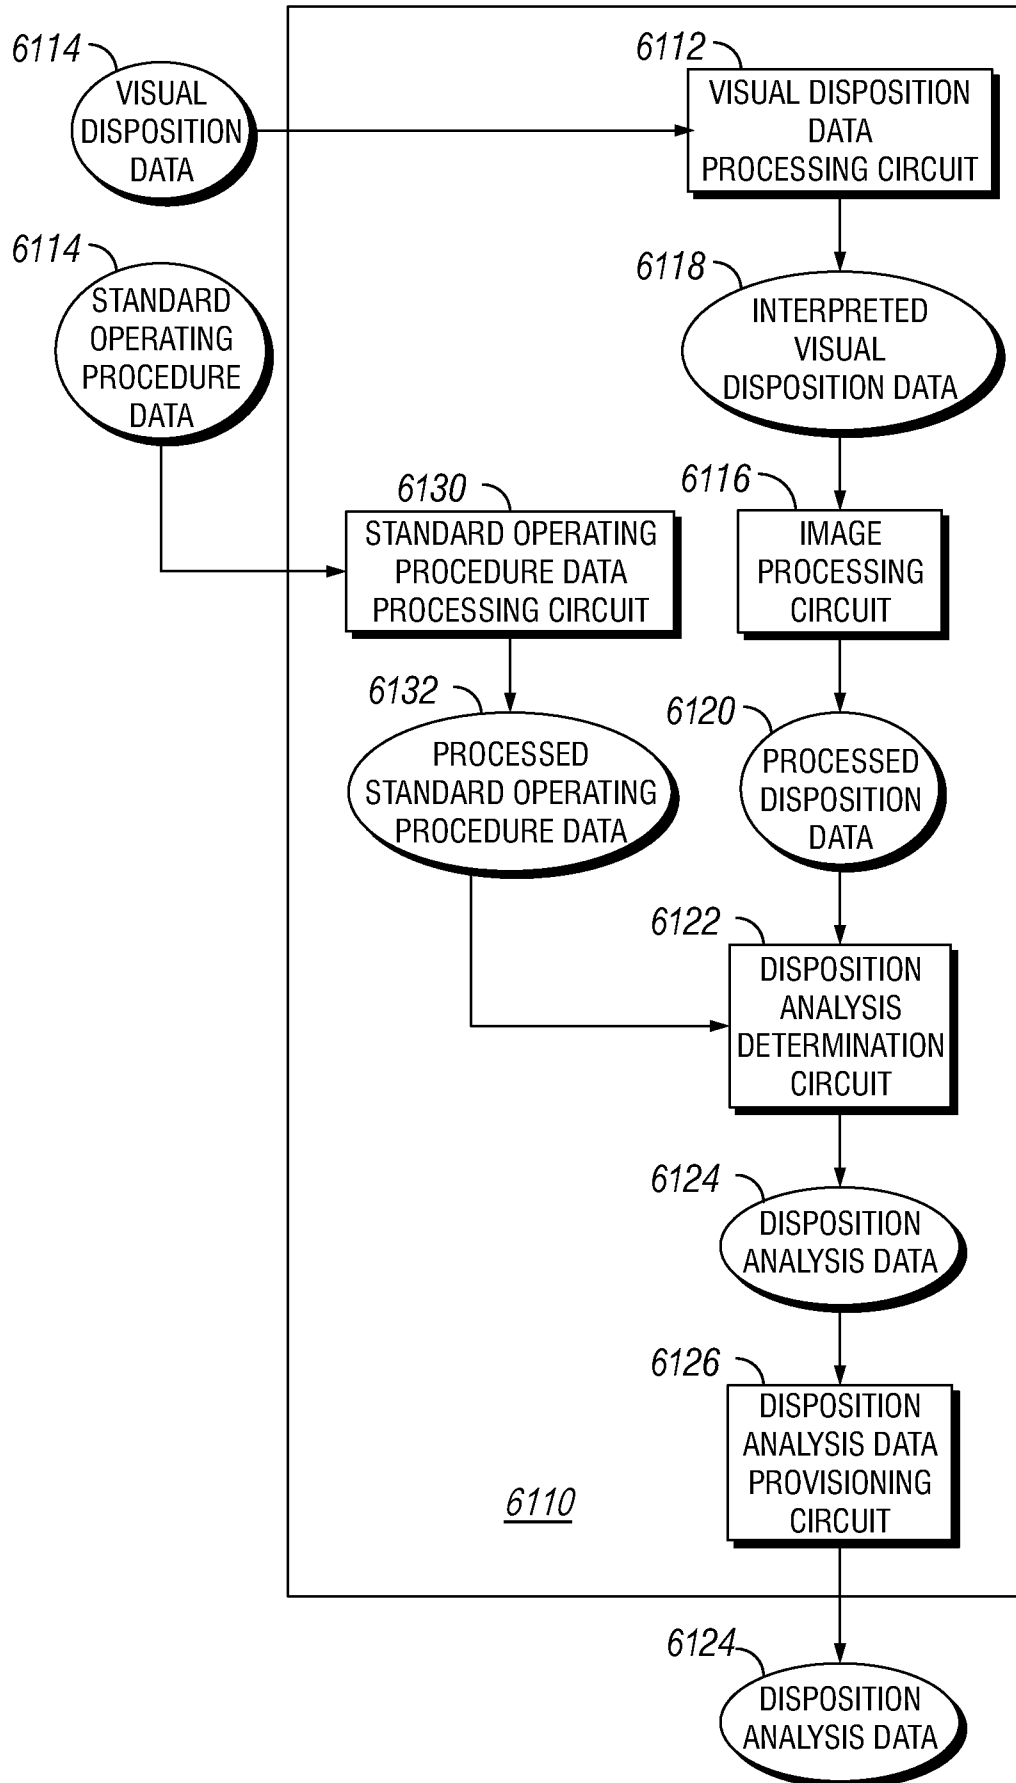 6114
VISUAL
DISPOSITION
DATA
6112
VISUAL DISPOSITION
DATA
PROCESSING CIRCUIT
6114
STANDARD
OPERATING
PROCEDURE
DATA
6118
INTERPRETED
VISUAL
DISPOSITION DATA
6130
STANDARD OPERATING
PROCEDURE DATA
PROCESSING CIRCUIT
6116
IMAGE
PROCESSING
CIRCUIT
6132
PROCESSED
STANDARD OPERATING
PROCEDURE DATA
6120
PROCESSED
DISPOSITION
DATA
6122
DISPOSITION
ANALYSIS
DETERMINATION
CIRCUIT
6124
DISPOSITION
ANALYSIS DATA
6126
DISPOSITION
ANALYSIS DATA
PROVISIONING
CIRCUIT
6110
6124
DISPOSITION
ANALYSIS DATA